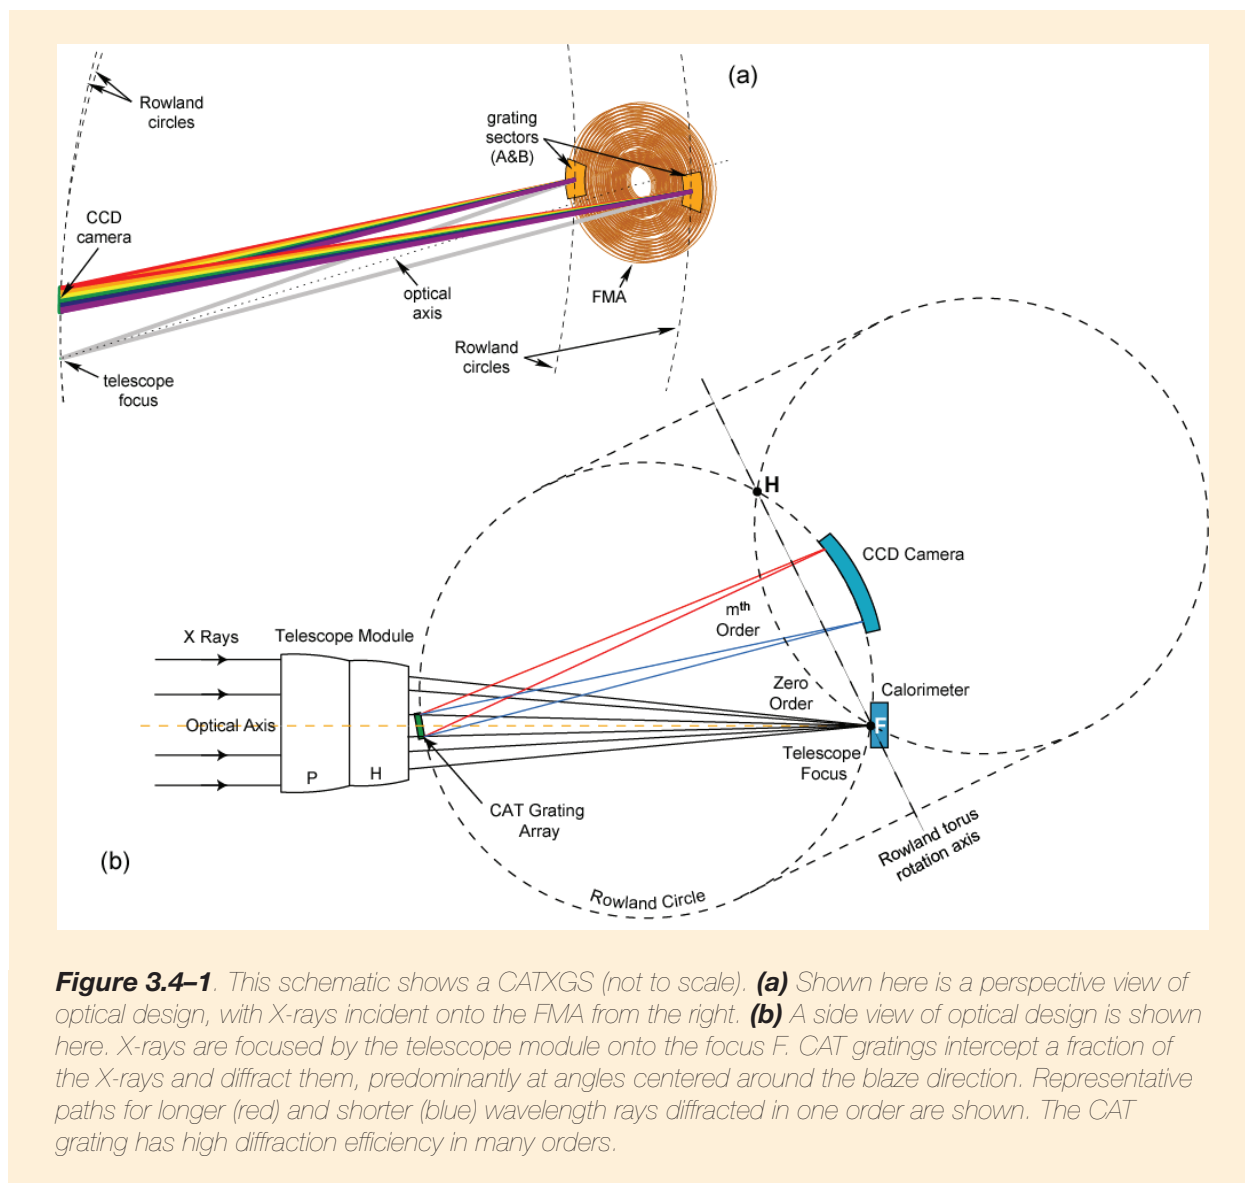 (a)
Rowland
circles
grating
sectors
(A&B)
CCD
camera
optical
axis
FMA
Rowland
circles
telescope
focus
H
CCD Camera
mth
Order
X Rays
Telescope Module
Zero
Order
Calorimeter
Optical Axis
F
Telescope
Focus
P
H
CAT Grating
Array
Rowland torus
rotation axis
(b)
Rowland Circle
Figure 3.4–1. This schematic shows a CATXGS (not to scale). (a) Shown here is a perspective view of
optical design, with X-rays incident onto the FMA from the right. (b) A side view of optical design is shown
here. X-rays are focused by the telescope module onto the focus F. CAT gratings intercept a fraction of
the X-rays and diffract them, predominantly at angles centered around the blaze direction. Representative
paths for longer (red) and shorter (blue) wavelength rays diffracted in one order are shown. The CAT
grating has high diffraction efficiency in many orders.